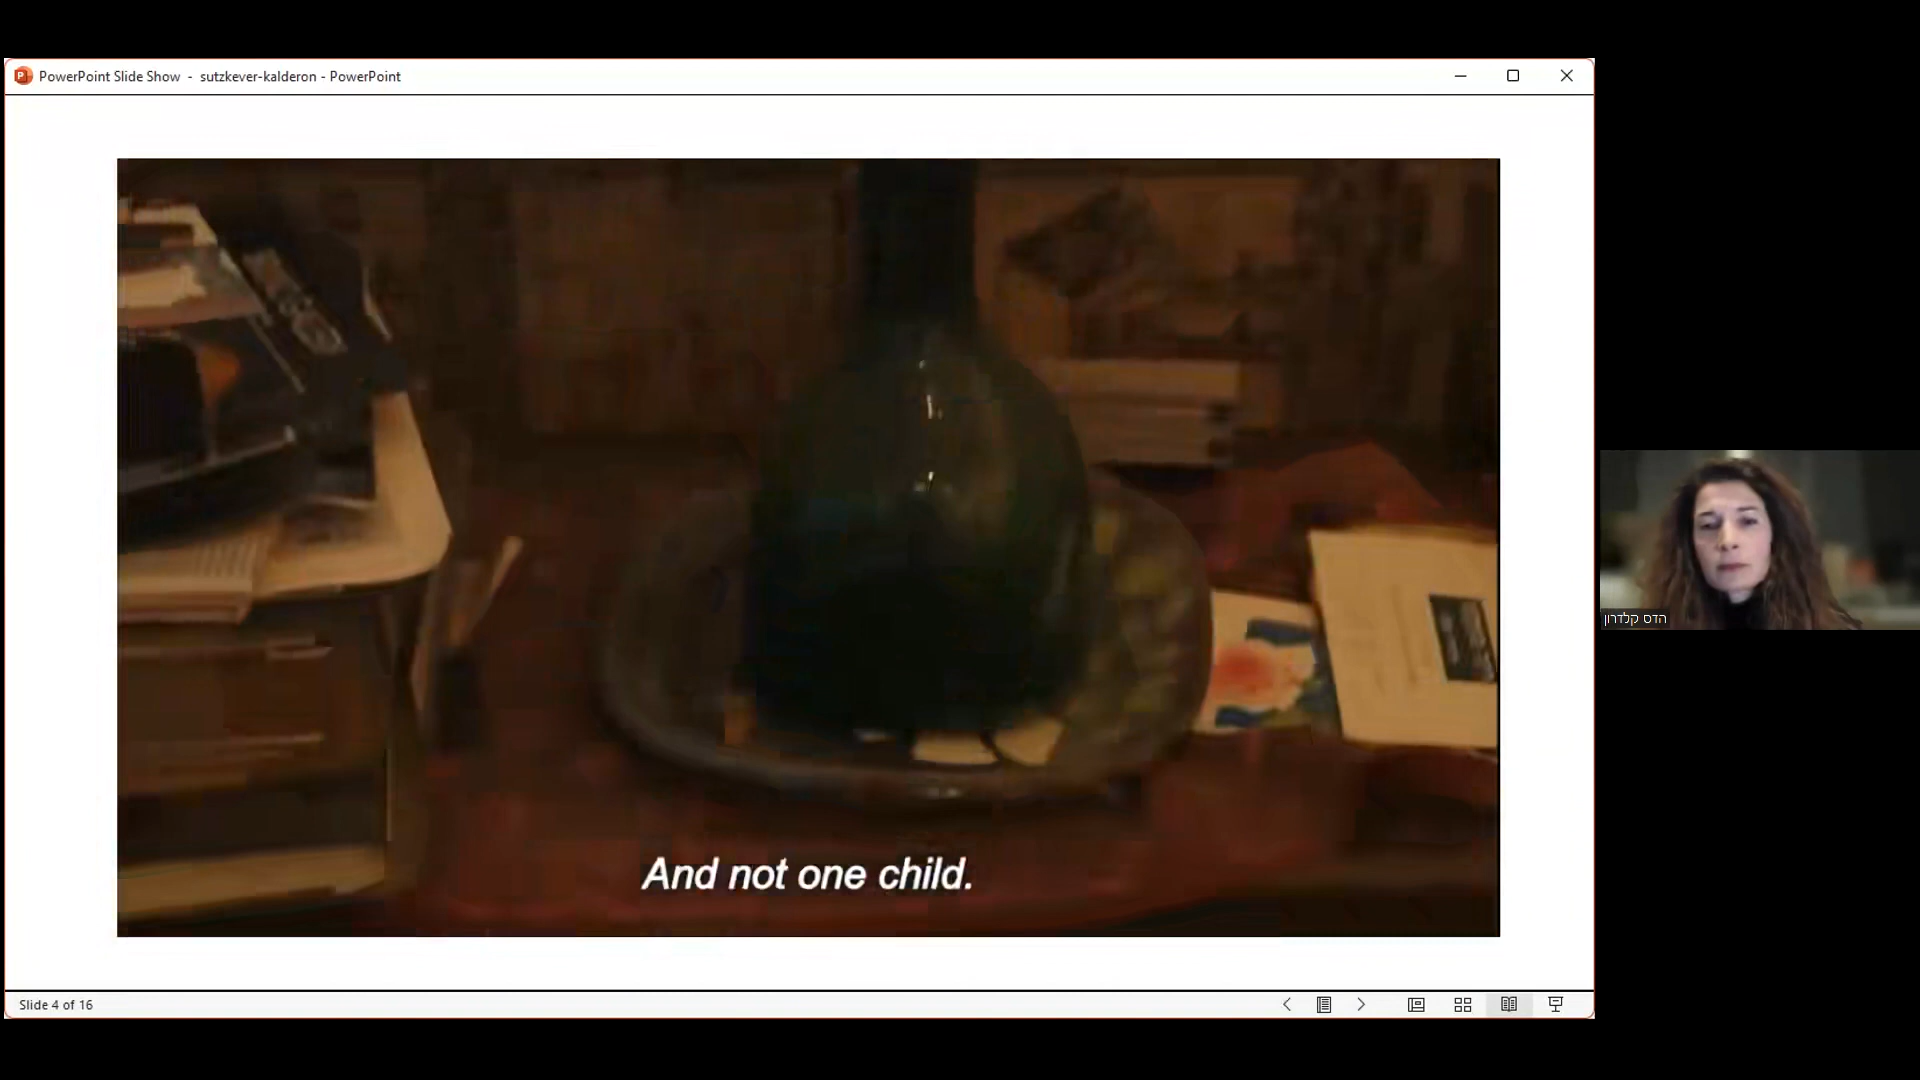 PowerPoint Slide Show - sutzkever-kalderon - PowerPoint
And not one child.
הדס קלדרון
Slide 4 of 16